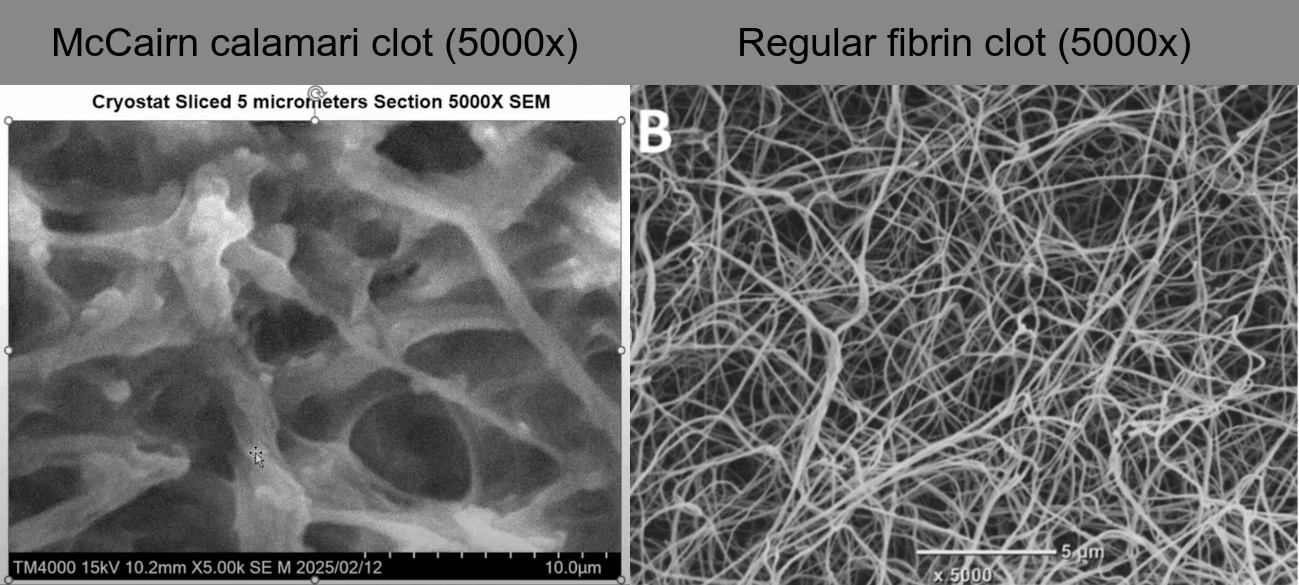 McCairn calamari clot (5000x)
Regular fibrin clot (5000x)
Cryostat Sliced 5 micrometers Section 5000X SEM
B
TM4000 15kV 10.2mm X5.00k SE M 2025/02/12
10.0µm
5 µm
x 5000